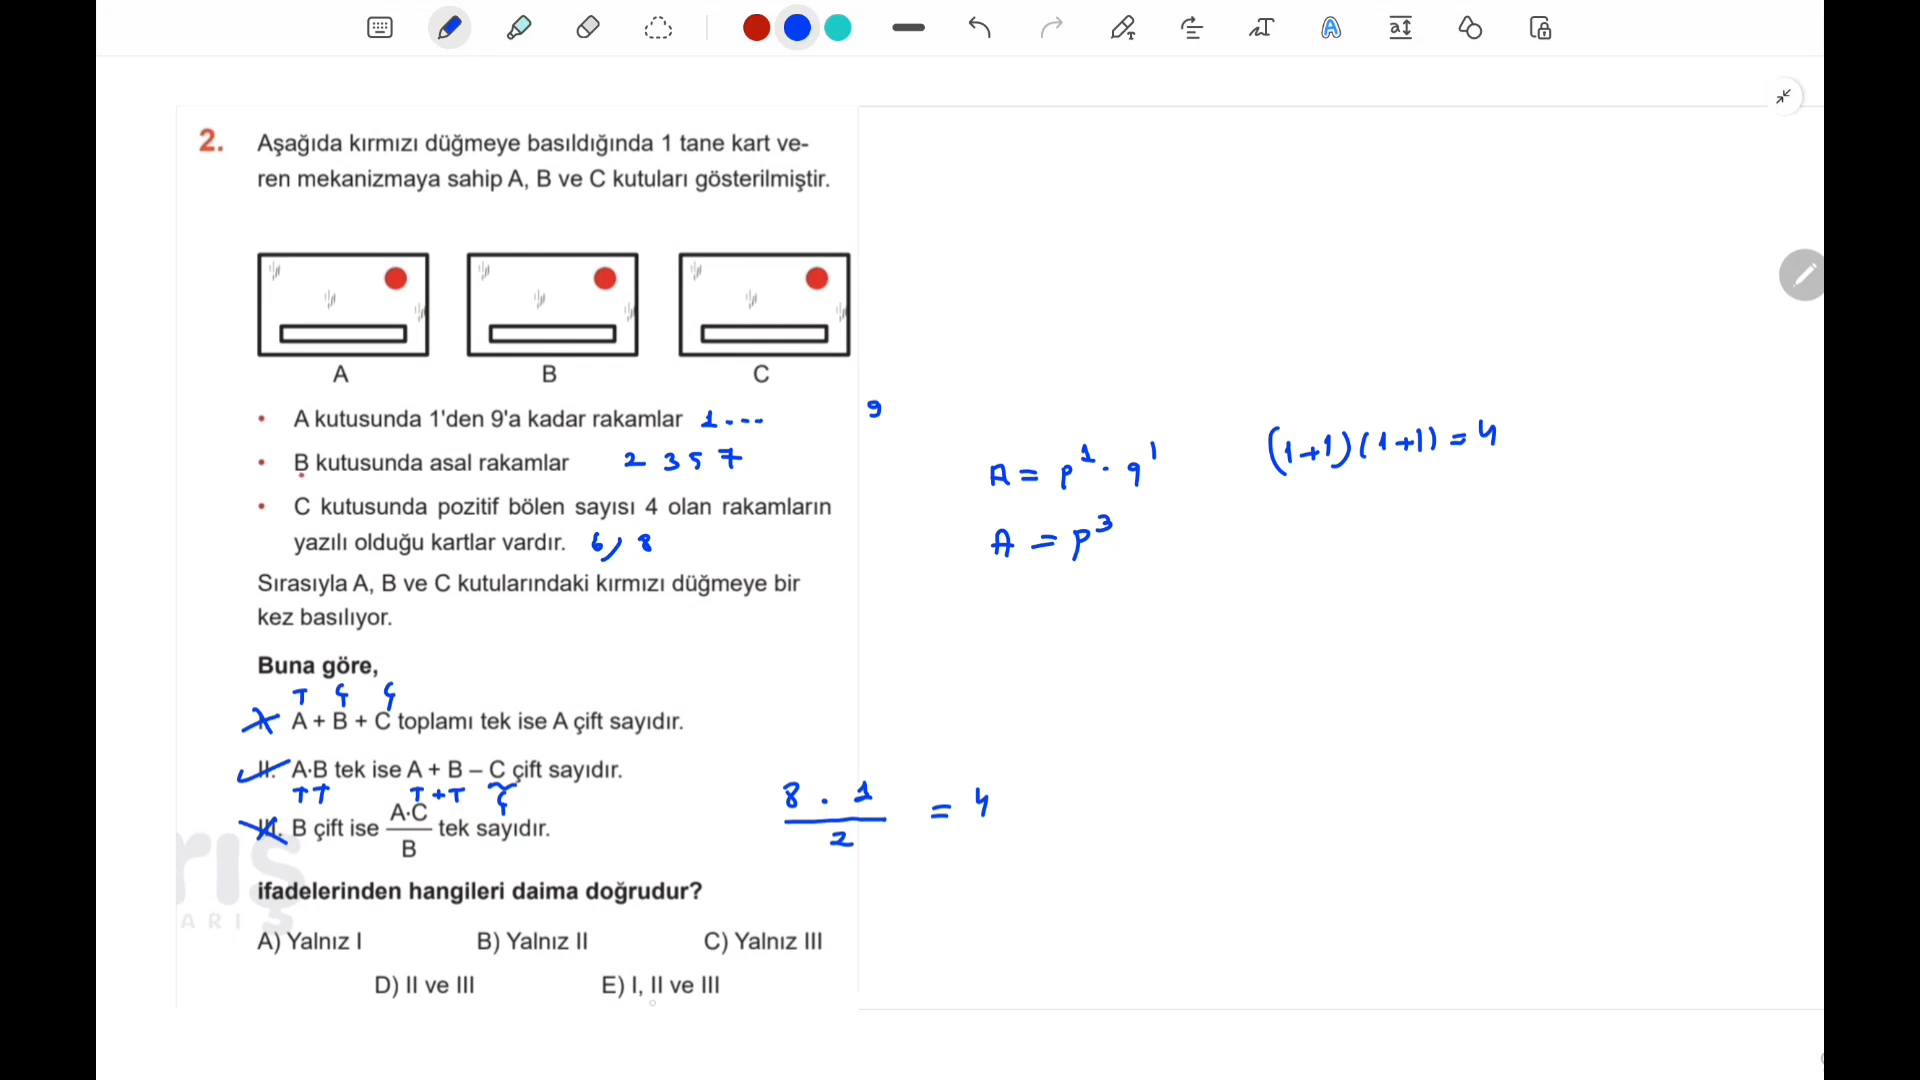 2. Aşağıda kırmızı düğmeye basıldığında 1 tane kart ve-
ren mekanizmaya sahip A, B ve C kutuları gösterilmiştir.
A B C
• A kutusunda 1'den 9'a kadar rakamlar 1 .--- 9
• B kutusunda asal rakamlar 2 3 5 7
• C kutusunda pozitif bölen sayısı 4 olan rakamların
yazılı olduğu kartlar vardır. 6, 8
Sırasıyla A, B ve C kutularındaki kırmızı düğmeye bir
kez basılıyor.
Buna göre,
T Ç Ç
I. A + B + C toplamı tek ise A çift sayıdır.
II. A·B tek ise A + B – C çift sayıdır.
T T T + T Ç
III. B çift ise A·C/B tek sayıdır.
ifadelerinden hangileri daima doğrudur?
A) Yalnız I B) Yalnız II C) Yalnız III
D) II ve III E) I, II ve III
rış
ARI
A = p¹ · q¹ (1+1)(1+1) = 4
A = p³
8 . 1 / 2 = 4